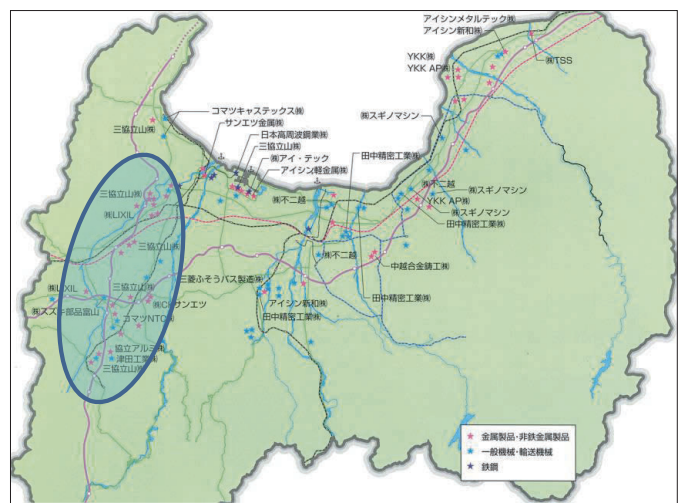 アイシンメタルテック㈱
アイシン新和㈱
㈱TSS
YKK㈱
YKK AP㈱
コマツキャステックス㈱
サンエツ金属㈱
㈱スギノマシン
三協立山㈱
日本高周波鋼業㈱
三協立山㈱
㈱アイ・テック
アイシン軽金属㈱
田中精密工業㈱
㈱不二越
㈱スギノマシン
三協立山㈱
㈱不二越
YKK AP㈱
㈱LIXIL
㈱スギノマシン
田中精密工業㈱
三協立山㈱
㈱不二越
中越合金鋳工㈱
三菱ふそうバス製造㈱
㈱LIXIL
三協立山㈱
田中精密工業㈱
㈱CKサンエツ
アイシン新和㈱
㈱スズキ部品富山
コマツNTC㈱
田中精密工業㈱
協立アルミ㈱
津田工業㈱
三協立山㈱
金属製品・非鉄金属製品
一般機械・輸送機械
鉄鋼